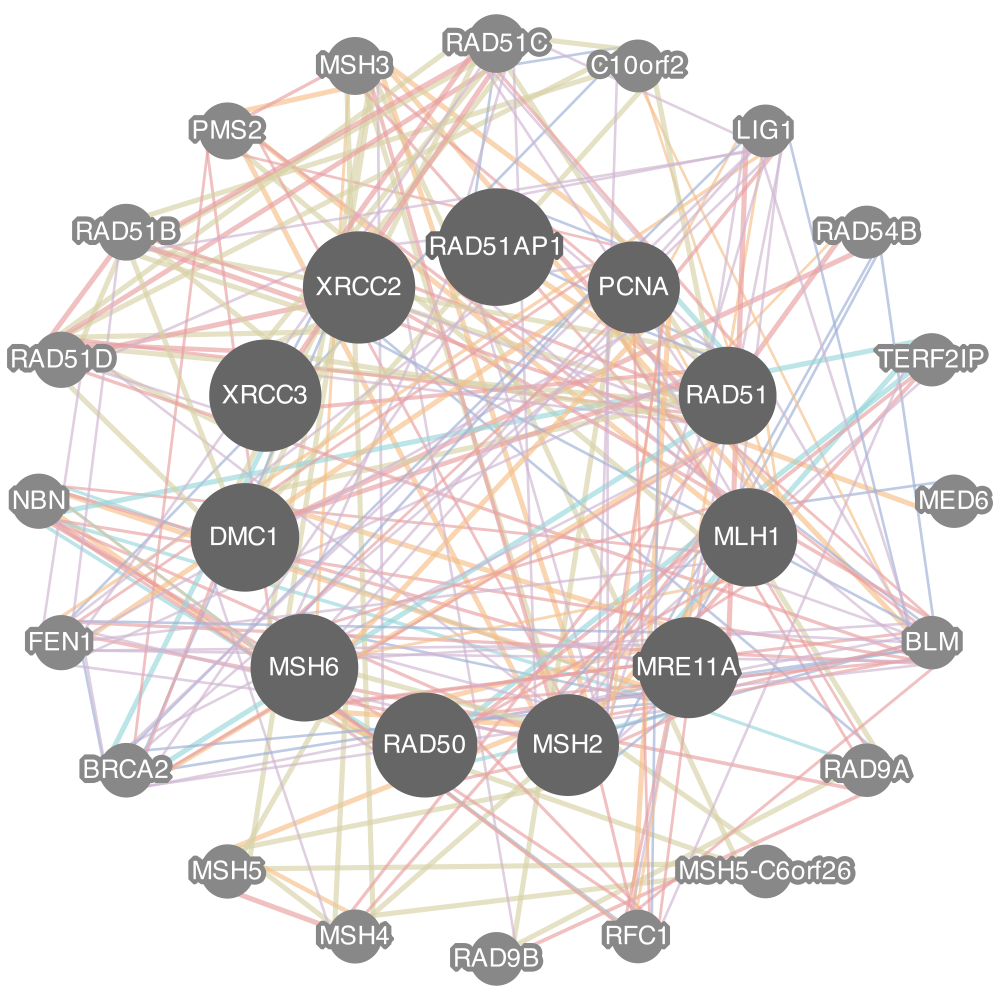 RAD51C
MSH3
C10orf2
PMS2
LIG1
RAD51B
RAD54B
RAD51AP1
XRCC2
PCNA
RAD51D
TERF2IP
XRCC3
RAD51
NBN
MED6
DMC1
MLH1
FEN1
BLM
MSH6
MRE11A
RAD50
MSH2
BRCA2
RAD9A
MSH5
MSH5-C6orf26
MSH4
RFC1
RAD9B